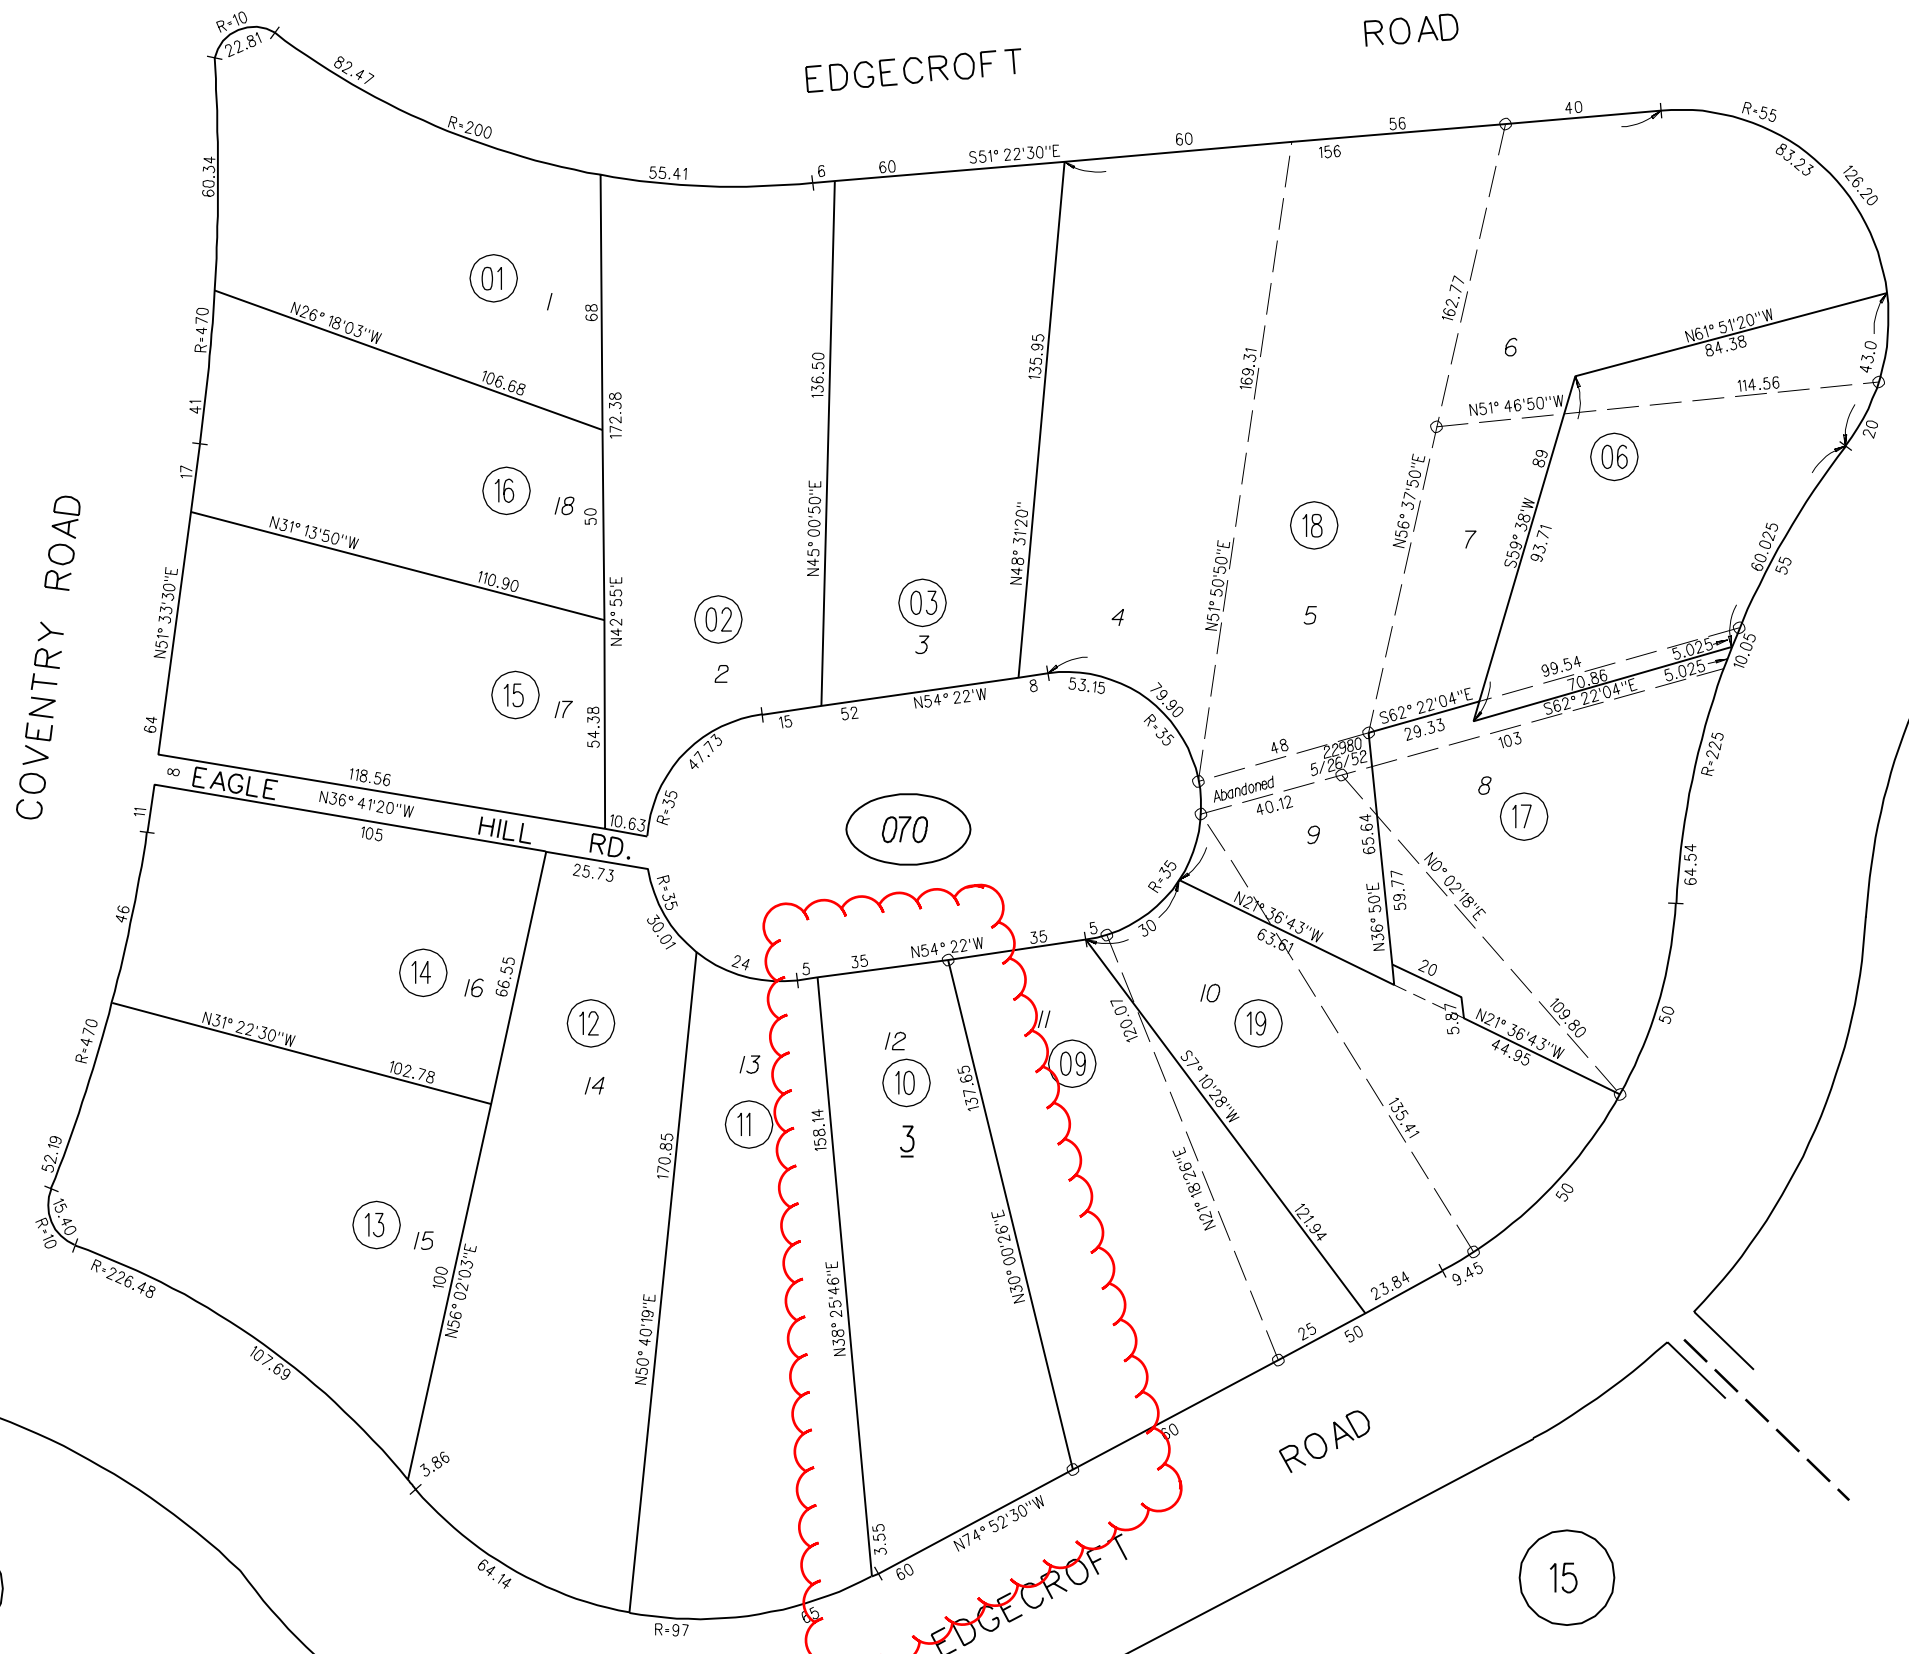 R=10
22.81
82.47
R=200
EDGECROFT
ROAD
55.41
6
60
S51° 22'30"E
60
156
56
40
R=55
83.23
126.20
60.34
R=470
41
17
N51° 33'30"E
64
COVENTRY ROAD
01
1
68
N26° 18'03"W
106.68
172.38
16
18
50
N31° 13'50"W
110.90
N42° 55'E
15
17
54.38
02
2
136.50
N45° 00'50"E
03
3
135.95
N48° 31'20"
4
169.31
N51° 50'50"E
18
5
162.77
N56° 37'50"E
6
N61° 51'20"W
84.38
43.0
N51° 46'50"W
114.56
20
06
7
89
S59° 38'W
93.71
60.025
55
10.05
5.025
5.025
99.54
70.86
S62° 22'04"E
S62° 22'04"E
29.33
103
48
22980
5/26/52
Abandoned
40.12
8
EAGLE HILL RD.
118.56
N36° 41'20"W
105
10.63
25.73
11
R=35
47.73
15
52
N54° 22'W
8
53.15
79.90
R=35
070
R=35
30.01
24
5
35
N54° 22'W
35
5
30
R=35
9
65.64
59.77
N36° 50'E
8
17
R=225
64.54
N0° 02'18"E
109.80
N21° 36'43"W
63.61
20
5.87
N21° 36'43"W
44.95
50
46
14
16
66.55
N31° 22'30"W
102.78
R=470
52.19
15.40
R=10
13
15
100
N56° 02'03"E
R=226.48
107.69
3.86
12
14
170.85
N50° 40'19"E
13
11
158.14
N38° 25'46"E
12
10
3
137.65
N30° 00'26"E
11
09
120.07
N21° 18'26"E
10
19
S7° 10'28"W
121.94
135.41
50
9.45
23.84
25
50
60
N74° 52'30"W
60
3.55
65
R=97
64.14
EDGECROFT
ROAD
15